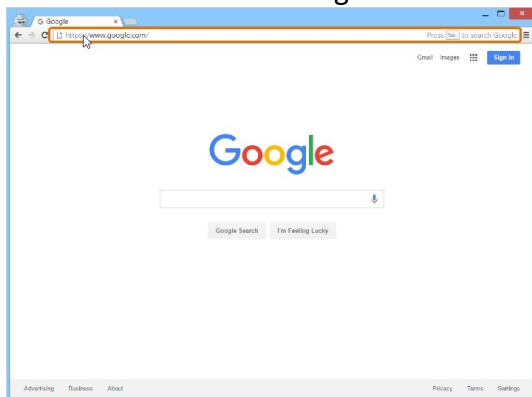 G Google
https://www.google.com/
Press Tab to search Google
Gmail Images
Sign in
Google
Google Search I'm Feeling Lucky
Advertising Business About Privacy Terms Settings